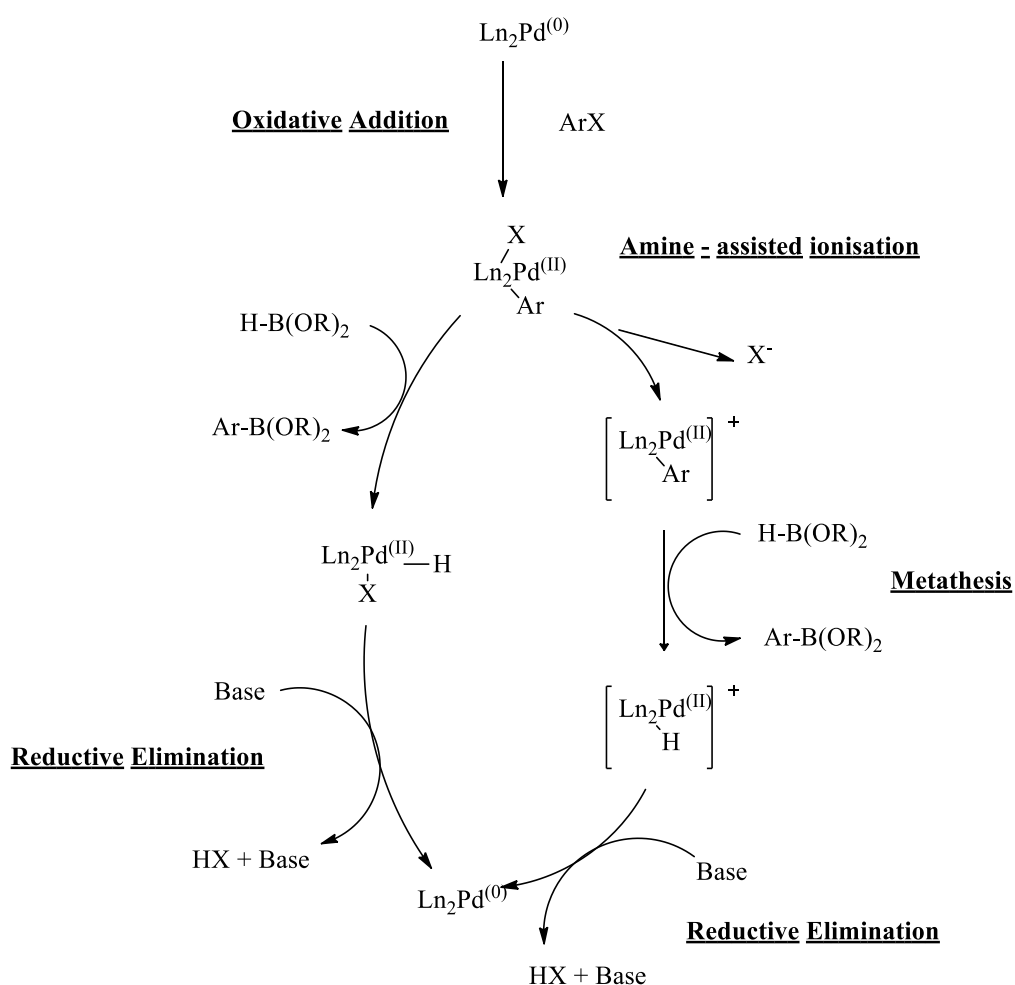 Ln₂Pd⁽⁰⁾
Oxidative Addition
ArX
X
Ln₂Pd⁽ᴵᴵ⁾
Ar
Amine - assisted ionisation
H-B(OR)₂
X⁻
Ar-B(OR)₂
Ln₂Pd⁽ᴵᴵ⁾
Ar
+
H-B(OR)₂
Ln₂Pd⁽ᴵᴵ⁾—H
X
Metathesis
Ar-B(OR)₂
Base
Ln₂Pd⁽ᴵᴵ⁾
H
+
Reductive Elimination
HX + Base
Base
Ln₂Pd⁽⁰⁾
Reductive Elimination
HX + Base